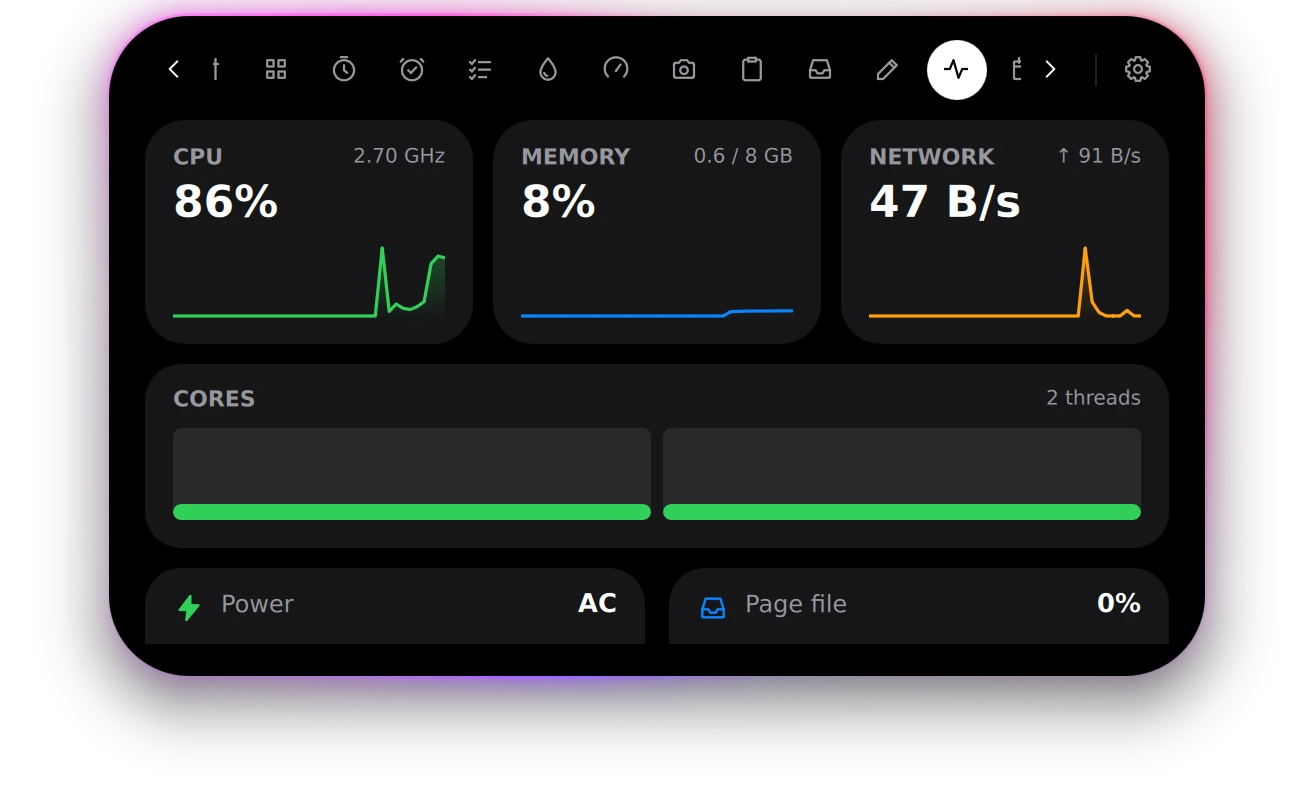 CPU 2.70 GHz
86%
MEMORY 0.6 / 8 GB
8%
NETWORK ↑ 91 B/s
47 B/s
CORES 2 threads
Power AC
Page file 0%